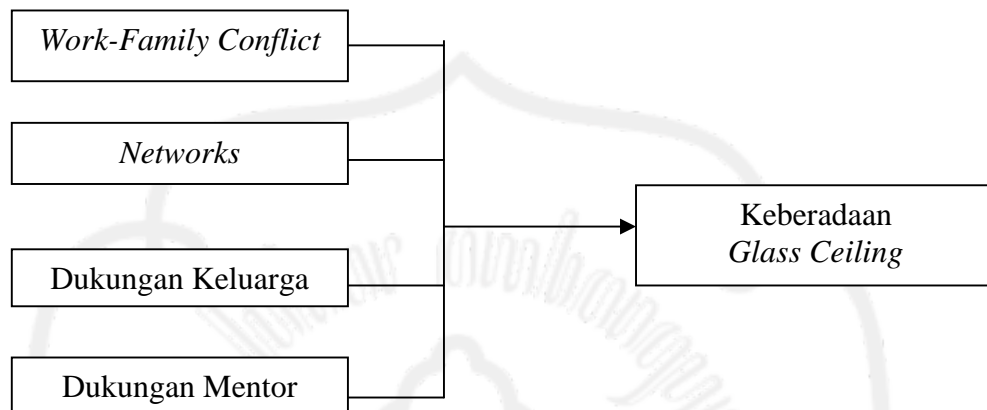 Work-Family Conflict
Networks
Dukungan Keluarga
Dukungan Mentor
Keberadaan
Glass Ceiling